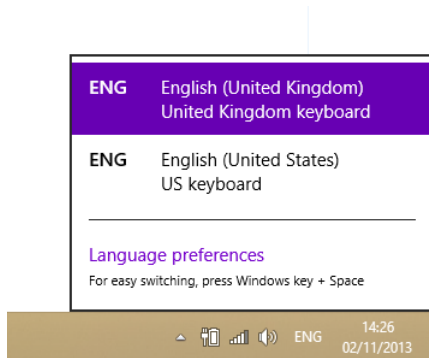 ENG English (United Kingdom)
United Kingdom keyboard
ENG English (United States)
US keyboard
Language preferences
For easy switching, press Windows key + Space
ENG 14:26
02/11/2013